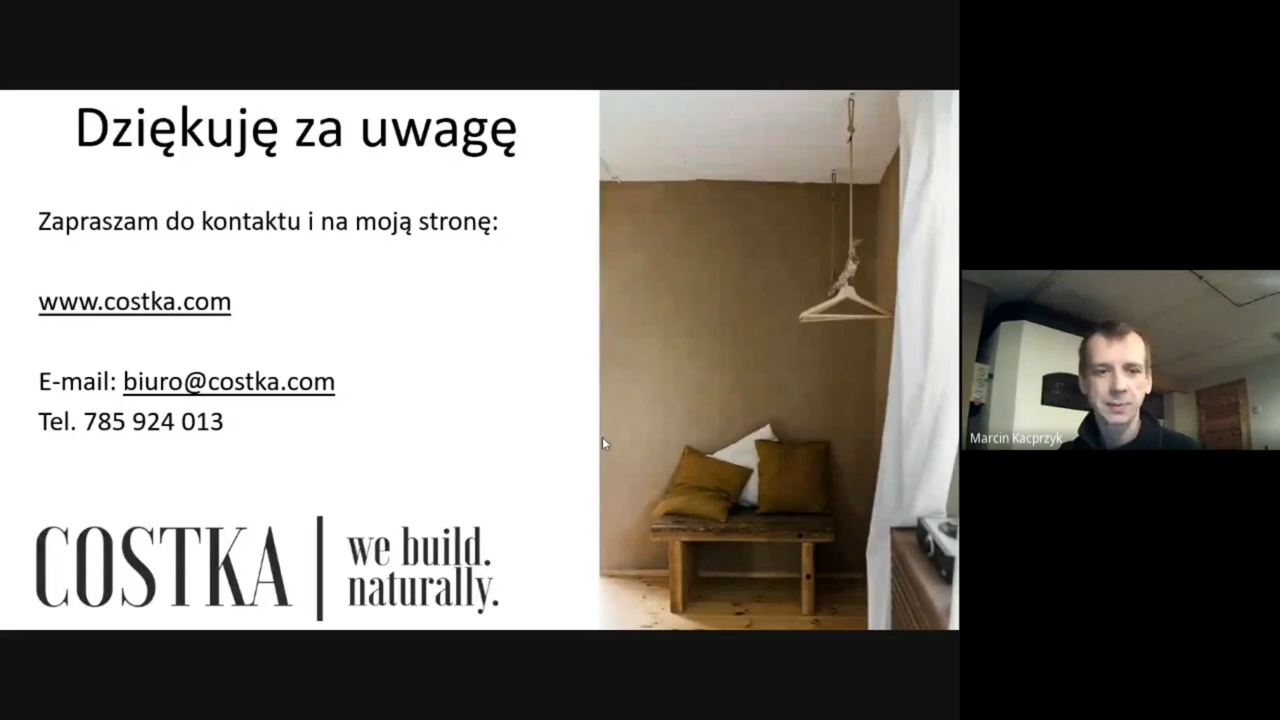 Dziękuję za uwagę
Zapraszam do kontaktu i na moją stronę:
www.costka.com
E-mail: biuro@costka.com
Tel. 785 924 013
COSTKA
we build.
naturally.
Marcin Kacprzyk